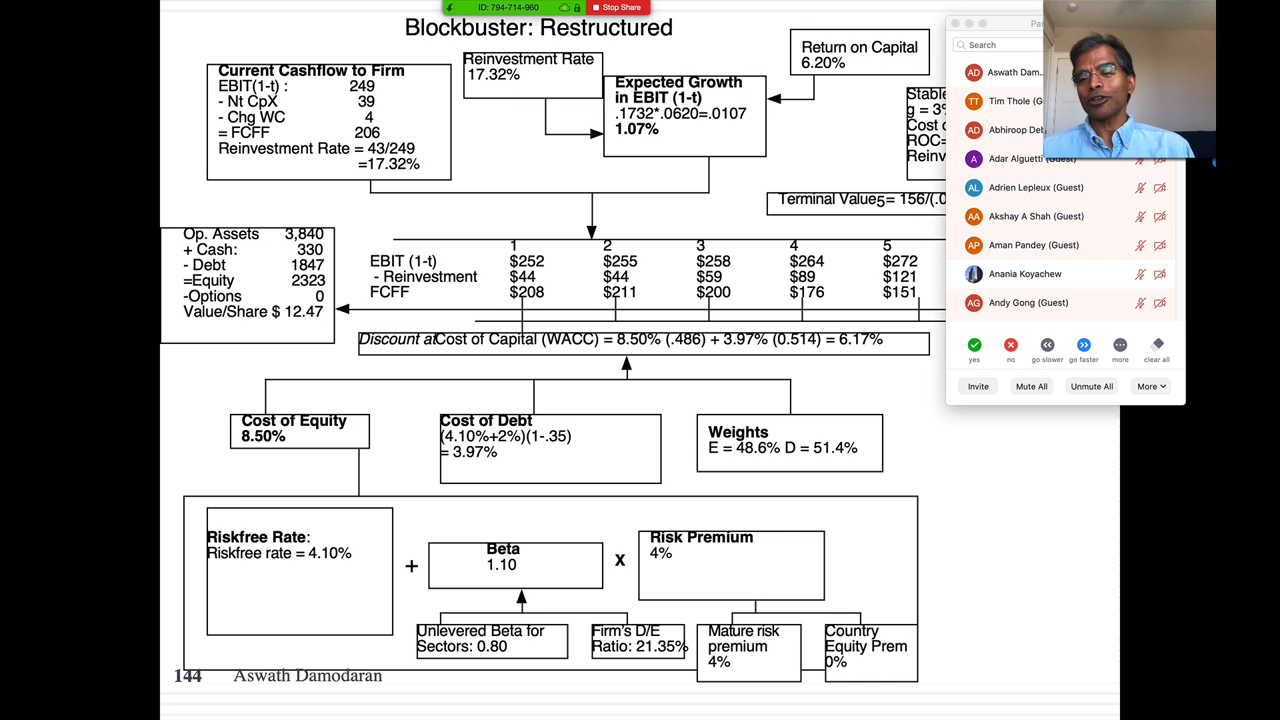 ID: 794-714-960
Stop Share
Blockbuster: Restructured
Current Cashflow to Firm
EBIT(1-t) : 249
- Nt CpX 39
- Chg WC 4
= FCFF 206
Reinvestment Rate = 43/249
=17.32%
Reinvestment Rate
17.32%
Expected Growth
in EBIT (1-t)
.1732*.0620=.0107
1.07%
Return on Capital
6.20%
g = 3%
ROC=
Terminal Value5= 156/(.0
Op. Assets 3,840
+ Cash: 330
- Debt 1847
=Equity 2323
-Options 0
Value/Share $ 12.47
1 2 3 4 5
EBIT (1-t) $252 $255 $258 $264 $272
- Reinvestment $44 $44 $59 $89 $121
FCFF $208 $211 $200 $176 $151
Discount at Cost of Capital (WACC) = 8.50% (.486) + 3.97% (0.514) = 6.17%
Cost of Equity
8.50%
Cost of Debt
(4.10%+2%)(1-.35)
= 3.97%
Weights
E = 48.6% D = 51.4%
Riskfree Rate:
Riskfree rate = 4.10%
+
Beta
1.10
X
Risk Premium
4%
Unlevered Beta for
Sectors: 0.80
Firm's D/E
Ratio: 21.35%
Mature risk
premium
4%
Country
Equity Prem
0%
144 Aswath Damodaran
Search
AD Aswath Dam...
TT Tim Thole (G
AD Abhiroop Deb
A Adar Alguetti (Guest)
AL Adrien Lepleux (Guest)
AA Akshay A Shah (Guest)
AP Aman Pandey (Guest)
Anania Koyachew
AG Andy Gong (Guest)
yes no go slower go faster more clear all
Invite Mute All Unmute All More